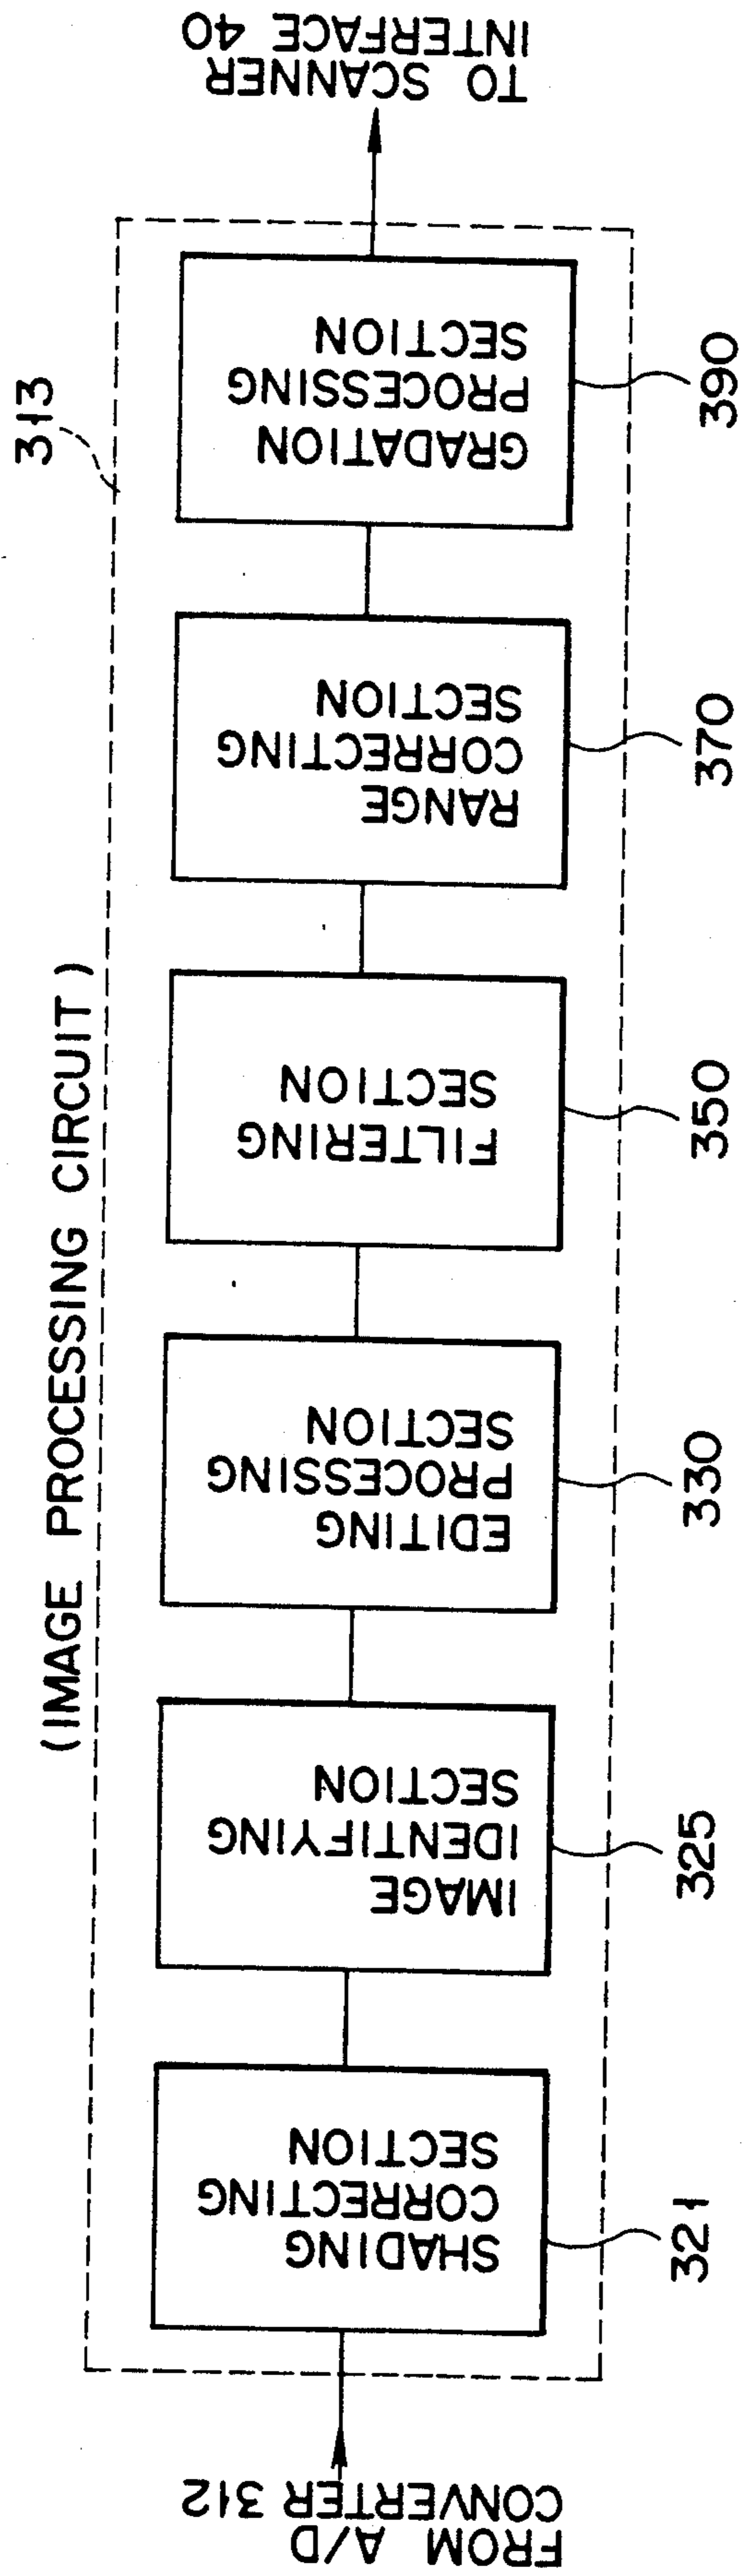 (IMAGE PROCESSING CIRCUIT)
313
FROM A/D
CONVERTER 312
SHADING
CORRECTING
SECTION
321
IMAGE
IDENTIFYING
SECTION
325
EDITING
PROCESSING
SECTION
330
FILTERING
SECTION
350
RANGE
CORRECTING
SECTION
370
GRADATION
PROCESSING
SECTION
390
TO SCANNER
INTERFACE 40